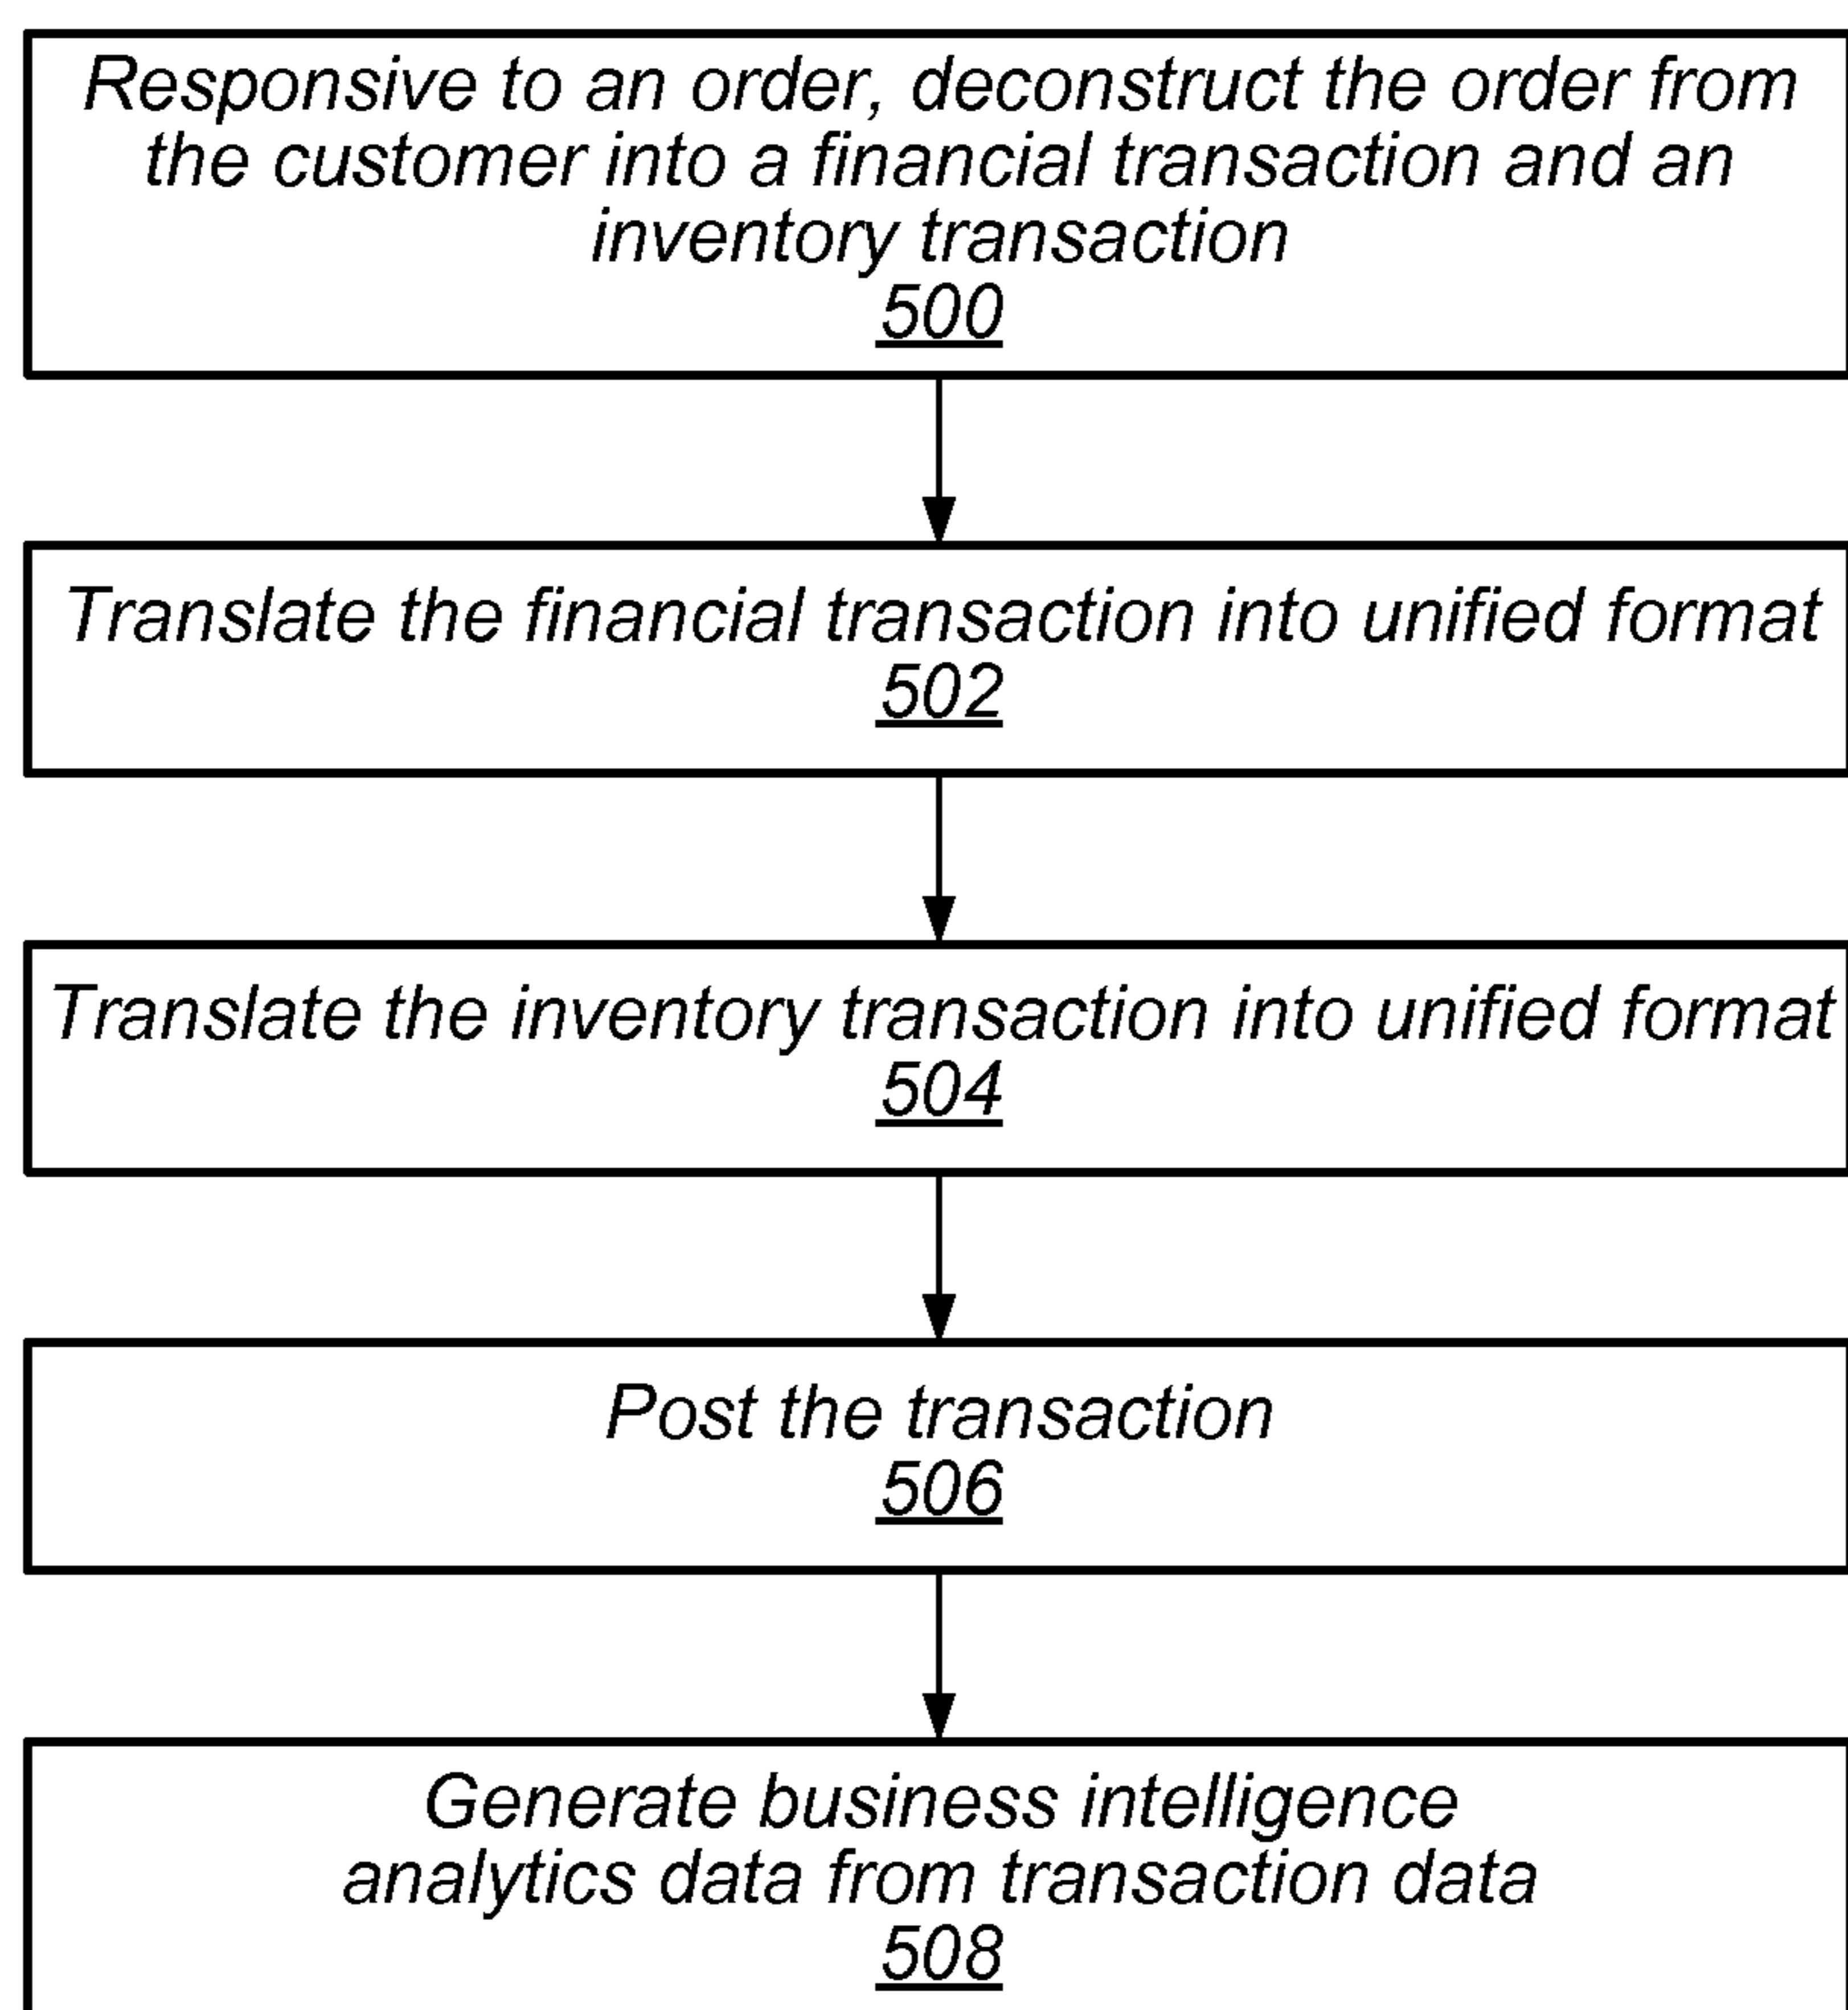 Responsive to an order, deconstruct the order from
the customer into a financial transaction and an
inventory transaction
500
Translate the financial transaction into unified format
502
Translate the inventory transaction into unified format
504
Post the transaction
506
Generate business intelligence
analytics data from transaction data
508